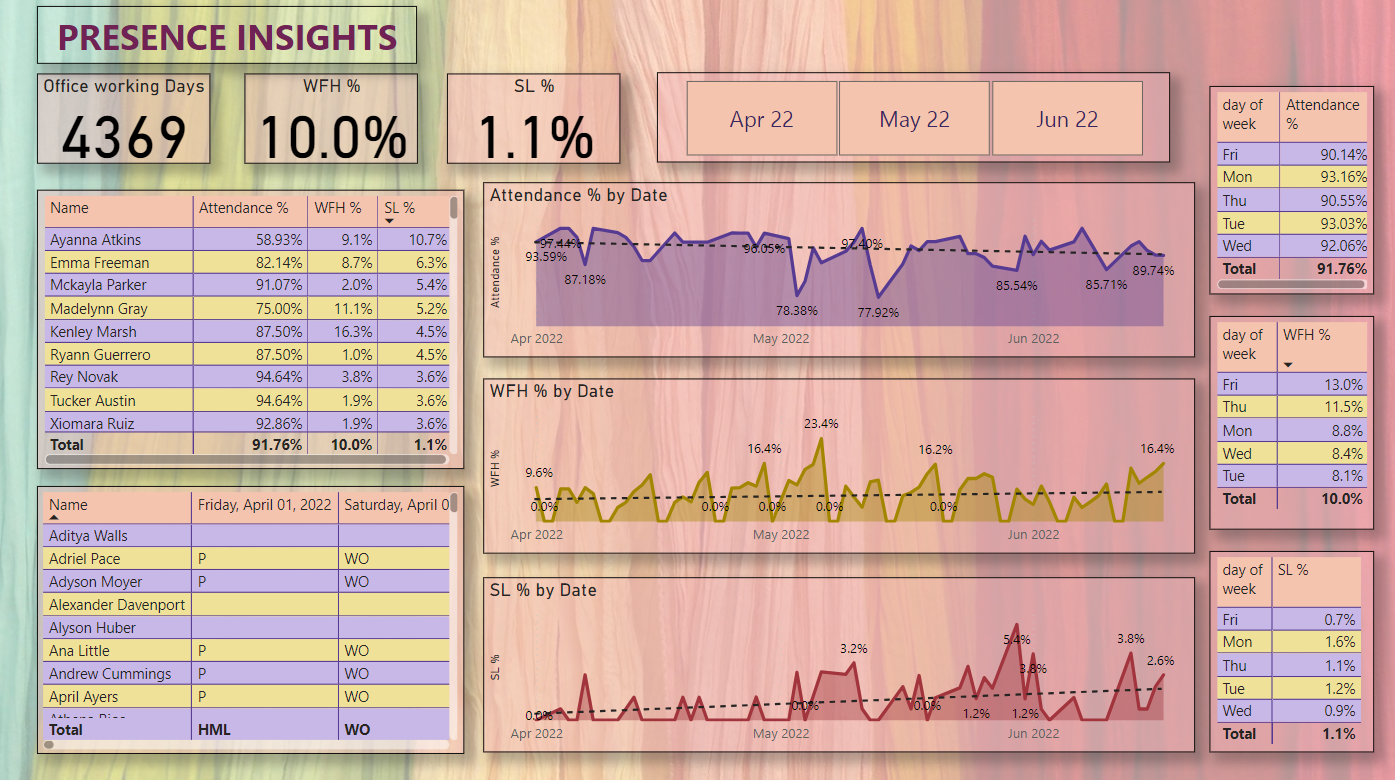 PRESENCE INSIGHTS
Office working Days
4369
WFH %
10.0%
SL %
1.1%
Apr 22
May 22
Jun 22
Name Attendance % WFH % SL %
Ayanna Atkins 58.93% 9.1% 10.7%
Emma Freeman 82.14% 8.7% 6.3%
Mckayla Parker 91.07% 2.0% 5.4%
Madelynn Gray 75.00% 11.1% 5.2%
Kenley Marsh 87.50% 16.3% 4.5%
Ryann Guerrero 87.50% 1.0% 4.5%
Rey Novak 94.64% 3.8% 3.6%
Tucker Austin 94.64% 1.9% 3.6%
Xiomara Ruiz 92.86% 1.9% 3.6%
Total 91.76% 10.0% 1.1%
Name Friday, April 01, 2022 Saturday, April 0
Aditya Walls
Adriel Pace P WO
Adyson Moyer P WO
Alexander Davenport
Alyson Huber
Ana Little P WO
Andrew Cummings P WO
April Ayers P WO
Total HML WO
Attendance % by Date
Attendance %
97.44%
93.59%
87.18%
96.05%
78.38%
97.40%
77.92%
85.54%
85.71%
89.74%
Apr 2022 May 2022 Jun 2022
WFH % by Date
WFH %
9.6%
0.0%
0.0%
16.4%
0.0%
23.4%
0.0%
16.2%
0.0%
16.4%
Apr 2022 May 2022 Jun 2022
SL % by Date
SL %
0.0%
0.0%
3.2%
0.0%
1.2%
5.4%
3.8%
1.2%
3.8%
2.6%
Apr 2022 May 2022 Jun 2022
day of week Attendance %
Fri 90.14%
Mon 93.16%
Thu 90.55%
Tue 93.03%
Wed 92.06%
Total 91.76%
day of week WFH %
Fri 13.0%
Thu 11.5%
Mon 8.8%
Wed 8.4%
Tue 8.1%
Total 10.0%
day of week SL %
Fri 0.7%
Mon 1.6%
Thu 1.1%
Tue 1.2%
Wed 0.9%
Total 1.1%